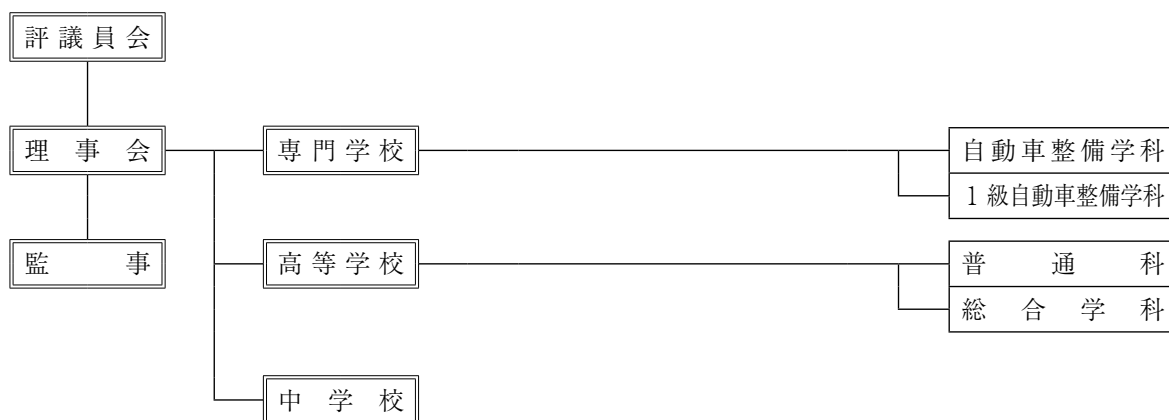 評議員会
理事会
専門学校
自動車整備学科
1級自動車整備学科
監事
高等学校
普通科
総合学科
中学校